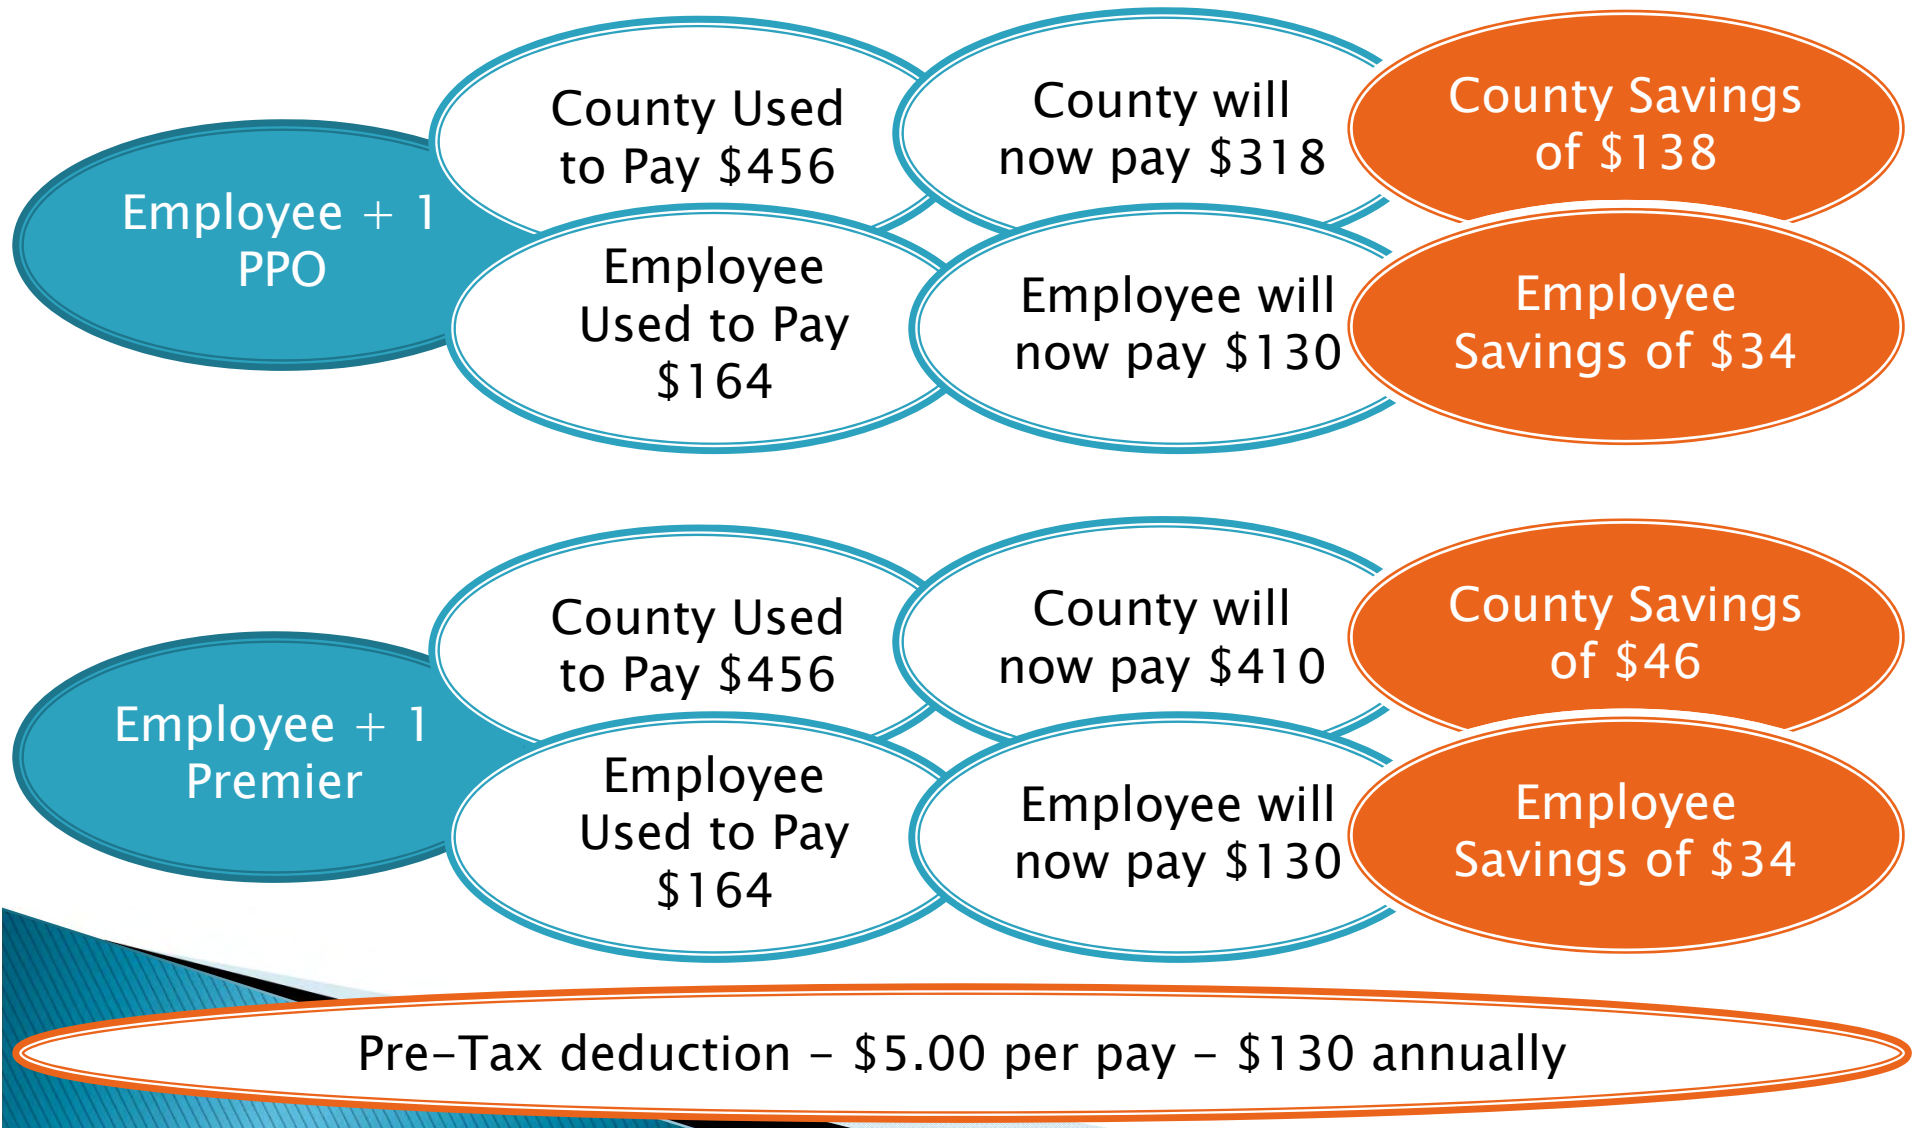 Employee + 1
PPO
County Used
to Pay $456
County will
now pay $318
County Savings
of $138
Employee
Used to Pay
$164
Employee will
now pay $130
Employee
Savings of $34
Employee + 1
Premier
County Used
to Pay $456
County will
now pay $410
County Savings
of $46
Employee
Used to Pay
$164
Employee will
now pay $130
Employee
Savings of $34
Pre-Tax deduction - $5.00 per pay - $130 annually